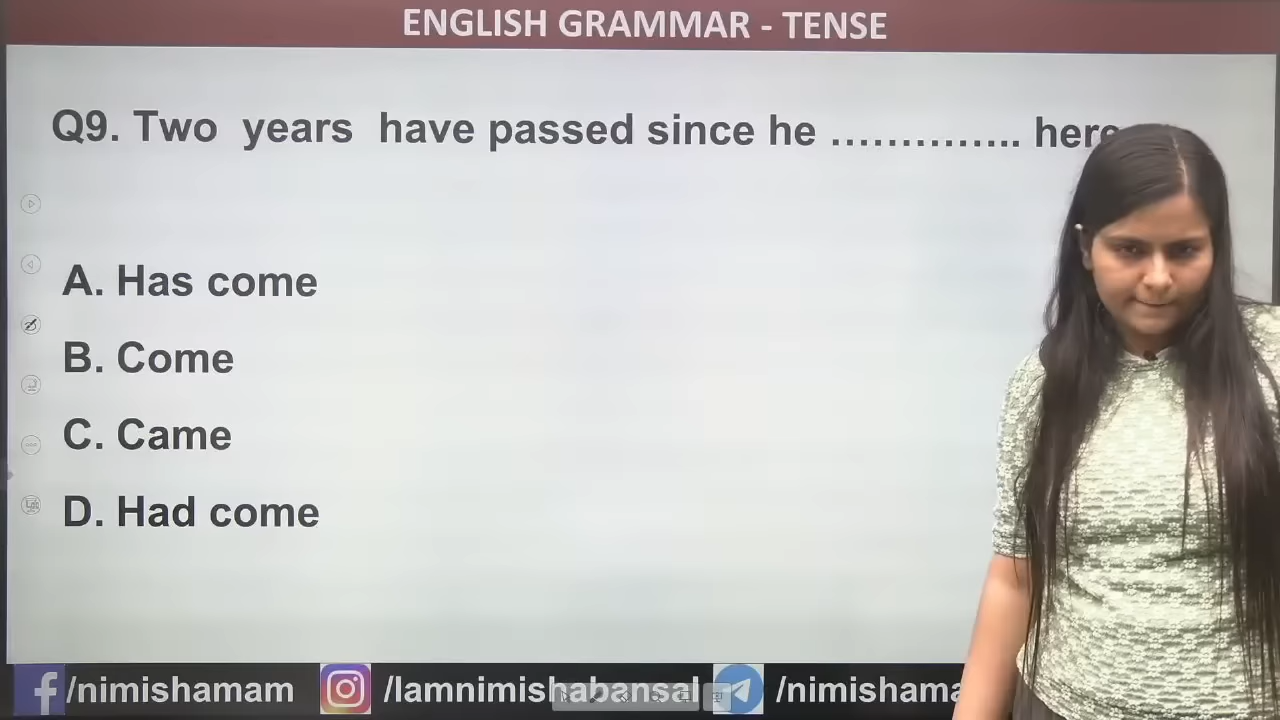 ENGLISH GRAMMAR - TENSE
Q9. Two years have passed since he ………….. here
A. Has come
B. Come
C. Came
D. Had come
/nimishamam /Iamnimishabansal /nimishama